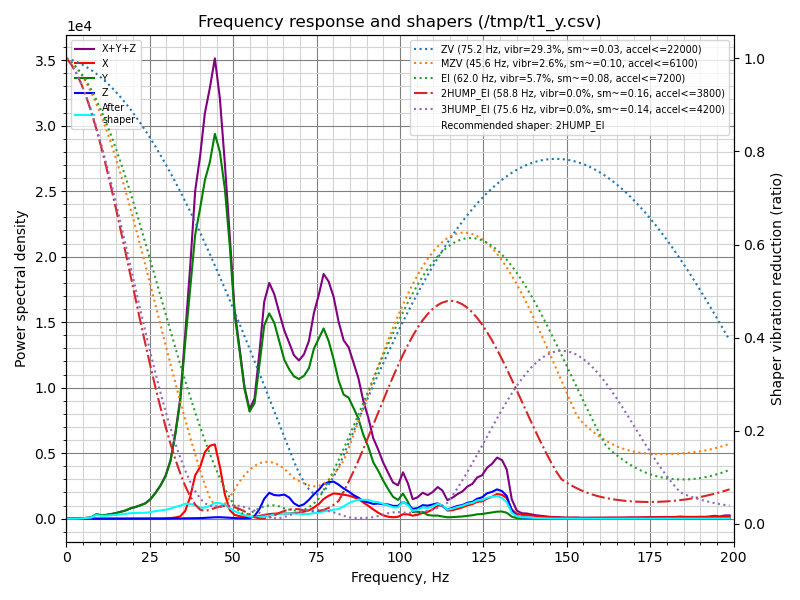 Frequency response and shapers (/tmp/t1_y.csv)
1e4
X+Y+Z
X
Y
Z
After
shaper
ZV (75.2 Hz, vibr=29.3%, sm~=0.03, accel<=22000)
MZV (45.6 Hz, vibr=2.6%, sm~=0.10, accel<=6100)
EI (62.0 Hz, vibr=5.7%, sm~=0.08, accel<=7200)
2HUMP_EI (58.8 Hz, vibr=0.0%, sm~=0.16, accel<=3800)
3HUMP_EI (75.6 Hz, vibr=0.0%, sm~=0.14, accel<=4200)
Recommended shaper: 2HUMP_EI
Power spectral density
3.5
3.0
2.5
2.0
1.5
1.0
0.5
0.0
Shaper vibration reduction (ratio)
1.0
0.8
0.6
0.4
0.2
0.0
0 25 50 75 100 125 150 175 200
Frequency, Hz